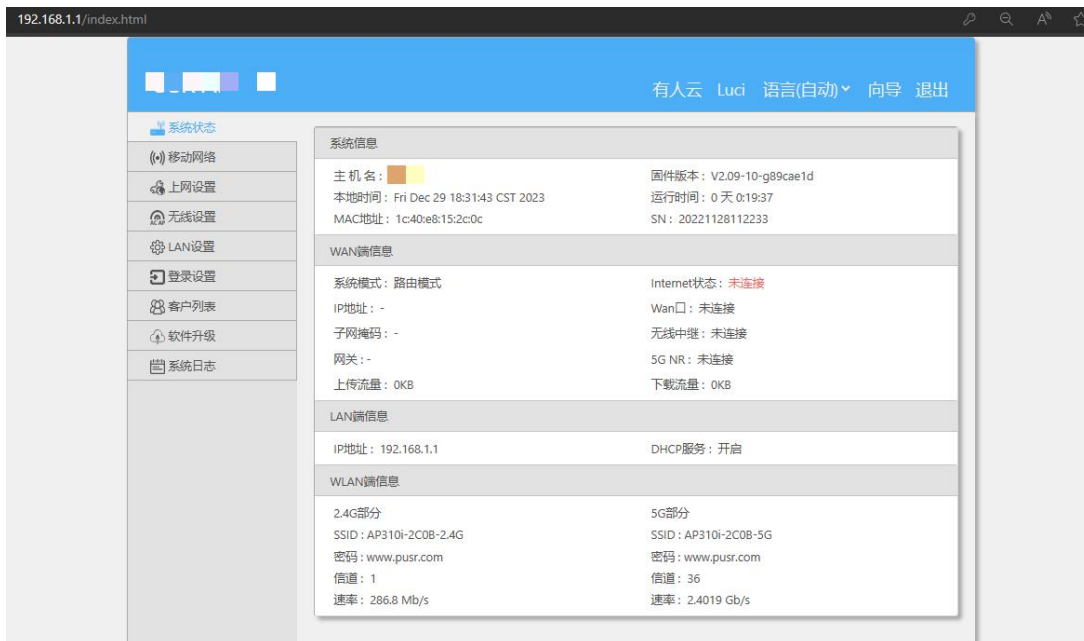 192.168.1.1/index.html
有人云 Luci 语言(自动) 向导 退出
系统状态
移动网络
上网设置
无线设置
LAN设置
登录设置
客户列表
软件升级
系统日志
系统信息
主机名：
固件版本：V2.09-10-g89cae1d
本地时间：Fri Dec 29 18:31:43 CST 2023
运行时间：0 天 0:19:37
MAC地址：1c:40:e8:15:2c:0c
SN：20221128112233
WAN端信息
系统模式：路由模式
Internet状态：未连接
IP地址：-
Wan口：未连接
子网掩码：-
无线中继：未连接
网关：-
5G NR：未连接
上传流量：0KB
下载流量：0KB
LAN端信息
IP地址：192.168.1.1
DHCP服务：开启
WLAN端信息
2.4G部分
5G部分
SSID：AP310i-2C0B-2.4G
SSID：AP310i-2C0B-5G
密码：www.pusr.com
密码：www.pusr.com
信道：1
信道：36
速率：286.8 Mb/s
速率：2.4019 Gb/s